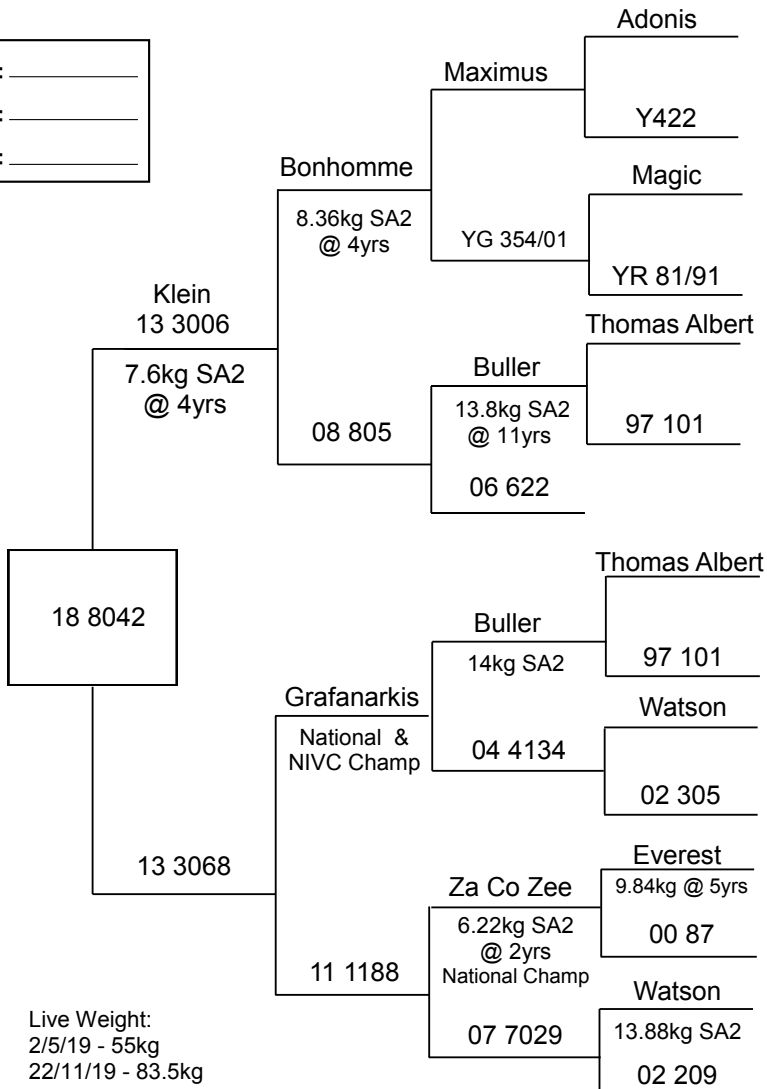 : ____________
: ____________
: ____________
Adonis
Maximus
Y422
Bonhomme
Magic
8.36kg SA2
@ 4yrs
YG 354/01
YR 81/91
Klein
13 3006
Thomas Albert
7.6kg SA2
@ 4yrs
Buller
13.8kg SA2
@ 11yrs
97 101
08 805
06 622
18 8042
Thomas Albert
Buller
14kg SA2
97 101
Grafanarkis
National &
NIVC Champ
Watson
04 4134
02 305
13 3068
Everest
9.84kg @ 5yrs
Za Co Zee
6.22kg SA2
@ 2yrs
National Champ
00 87
11 1188
Watson
07 7029
13.88kg SA2
02 209
Live Weight:
2/5/19 - 55kg
22/11/19 - 83.5kg